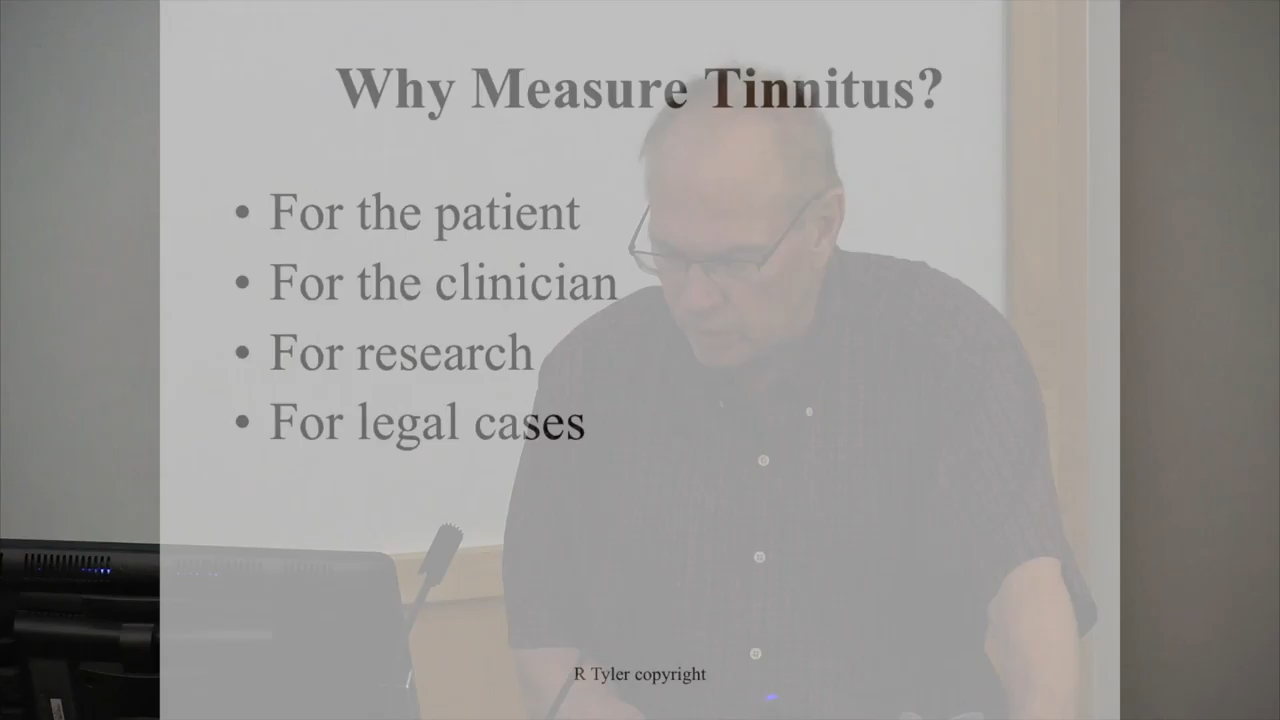 Why Measure Tinnitus?
• For the patient
• For the clinician
• For research
• For legal cases
R Tyler copyright